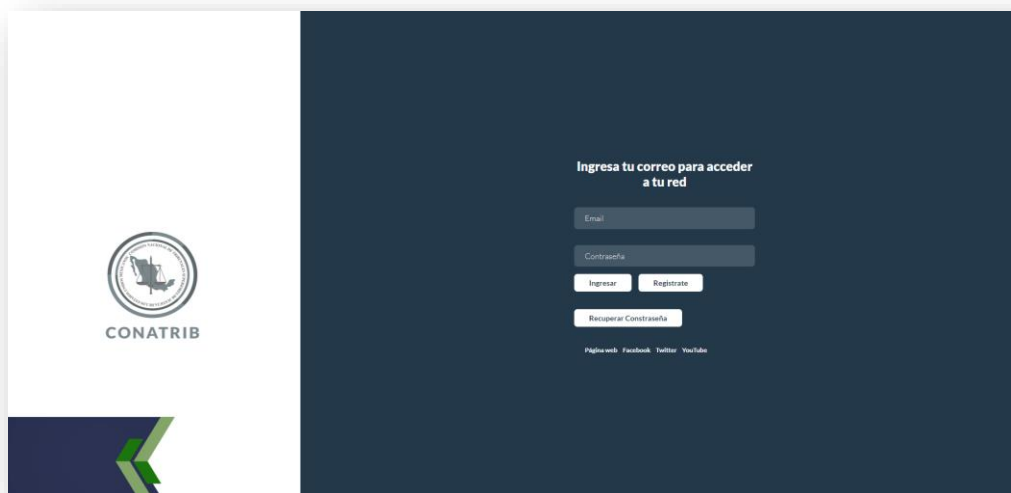 CONATRIB
Ingresa tu correo para acceder
a tu red
Email
Contraseña
Ingresar Registrate
Recuperar Constraseña
Página web Facebook Twitter YouTube